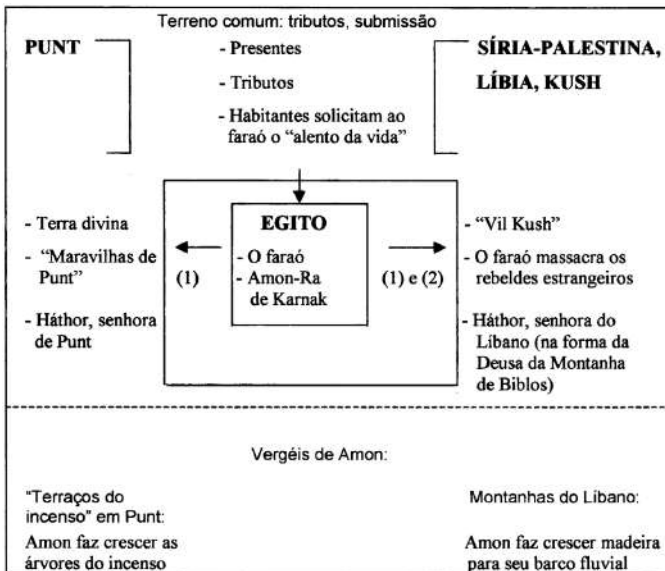 Terreno comum: tributos, submissão
PUNT
- Presentes
- Tributos
- Habitantes solicitam ao
faraó o “alento da vida”
SÍRIA-PALESTINA,
LÍBIA, KUSH
- Terra divina
- “Maravilhas de
Punt”
- Háthor, senhora
de Punt
(1)
EGITO
- O faraó
- Amon-Ra
de Karnak
(1) e (2)
- “Vil Kush”
- O faraó massacra os
rebeldes estrangeiros
- Háthor, senhora do
Líbano (na forma da
Deusa da Montanha
de Biblos)
Vergéis de Amon:
"Terraços do
incenso" em Punt:
Amon faz crescer as
árvores do incenso
Montanhas do Líbano:
Amon faz crescer madeira
para seu barco fluvial